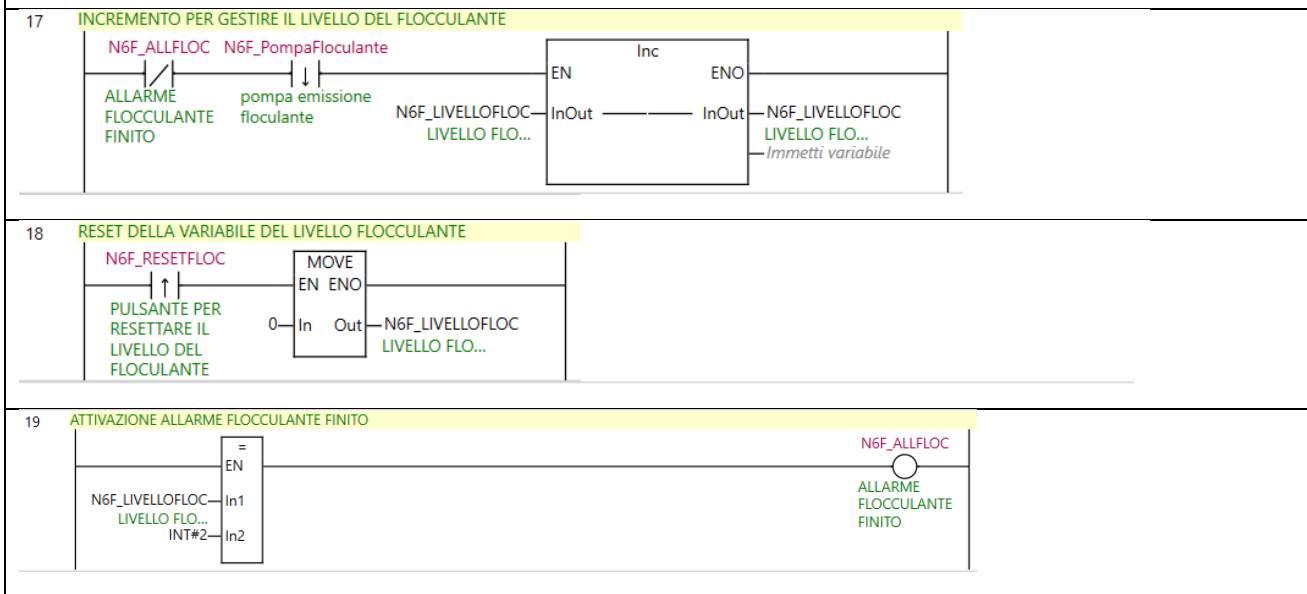 17 INCREMENTO PER GESTIRE IL LIVELLO DEL FLOCCULANTE
N6F_ALLFLOC N6F_PompaFloculante
Inc
EN ENO
ALLARME
FLOCCULANTE
FINITO
pompa emissione
floculante
N6F_LIVELLOFLOC InOut InOut N6F_LIVELLOFLOC
LIVELLO FLO... LIVELLO FLO...
Immetti variabile
18 RESET DELLA VARIABILE DEL LIVELLO FLOCCULANTE
N6F_RESETFLOC
MOVE
EN ENO
PULSANTE PER
RESETTARE IL
LIVELLO DEL
FLOCULANTE
0 In Out N6F_LIVELLOFLOC
LIVELLO FLO...
19 ATTIVAZIONE ALLARME FLOCCULANTE FINITO
=
EN
N6F_ALLFLOC
ALLARME
FLOCCULANTE
FINITO
N6F_LIVELLOFLOC In1
LIVELLO FLO...
INT#2 In2